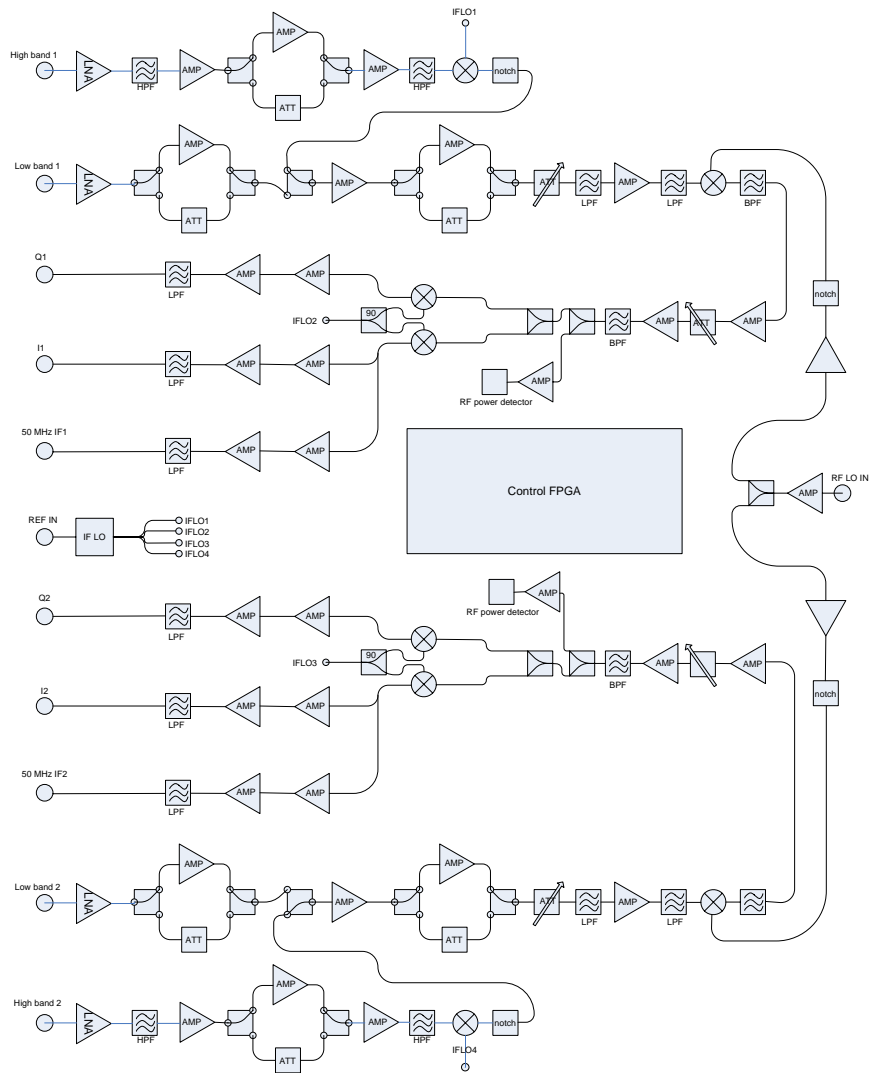 IFLO1
High band 1
LNA
HPF
AMP
AMP
ATT
AMP
HPF
notch
Low band 1
LNA
AMP
ATT
AMP
AMP
ATT
ATT
LPF
AMP
LPF
BPF
Q1
LPF
AMP
AMP
IFLO2
90
BPF
AMP
ATT
AMP
notch
I1
LPF
AMP
AMP
AMP
RF power detector
50 MHz IF1
LPF
AMP
AMP
Control FPGA
AMP
RF LO IN
REF IN
IF LO
IFLO1
IFLO2
IFLO3
IFLO4
Q2
LPF
AMP
AMP
RF power detector
AMP
IFLO3
90
BPF
AMP
AMP
notch
I2
LPF
AMP
AMP
50 MHz IF2
LPF
AMP
AMP
Low band 2
LNA
AMP
ATT
AMP
AMP
ATT
ATT
LPF
AMP
LPF
High band 2
LNA
HPF
AMP
AMP
ATT
AMP
HPF
IFLO4
notch